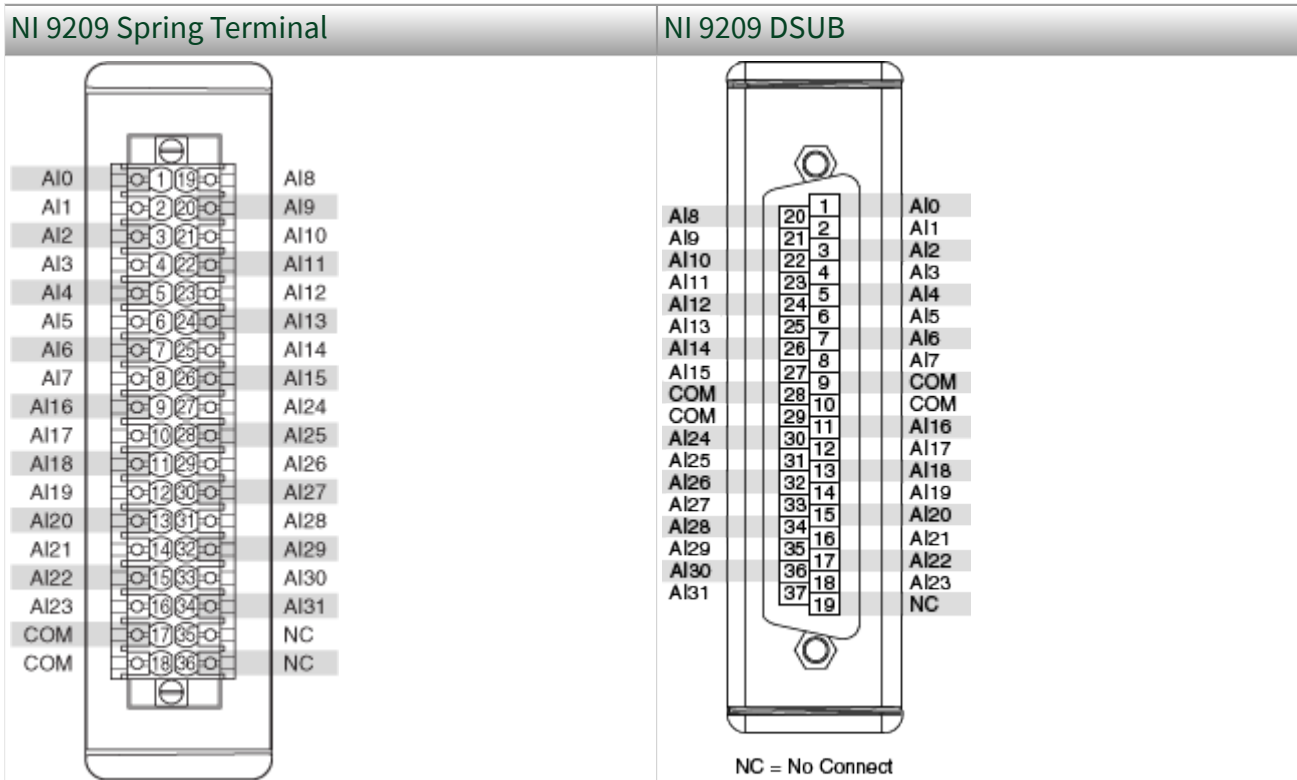 NI 9209 Spring Terminal
NI 9209 DSUB
AI0 1 19 AI8
AI1 2 20 AI9
AI2 3 21 AI10
AI3 4 22 AI11
AI4 5 23 AI12
AI5 6 24 AI13
AI6 7 25 AI14
AI7 8 26 AI15
AI16 9 27 AI24
AI17 10 28 AI25
AI18 11 29 AI26
AI19 12 30 AI27
AI20 13 31 AI28
AI21 14 32 AI29
AI22 15 33 AI30
AI23 16 34 AI31
COM 17 35 NC
COM 18 36 NC
1 AI0
AI8 20
2 AI1
AI9 21
3 AI2
AI10 22
4 AI3
AI11 23
5 AI4
AI12 24
6 AI5
AI13 25
7 AI6
AI14 26
8 AI7
AI15 27
9 COM
COM 28
10 COM
COM 29
11 AI16
AI24 30
12 AI17
AI25 31
13 AI18
AI26 32
14 AI19
AI27 33
15 AI20
AI28 34
16 AI21
AI29 35
17 AI22
AI30 36
18 AI23
AI31 37
19 NC
NC = No Connect